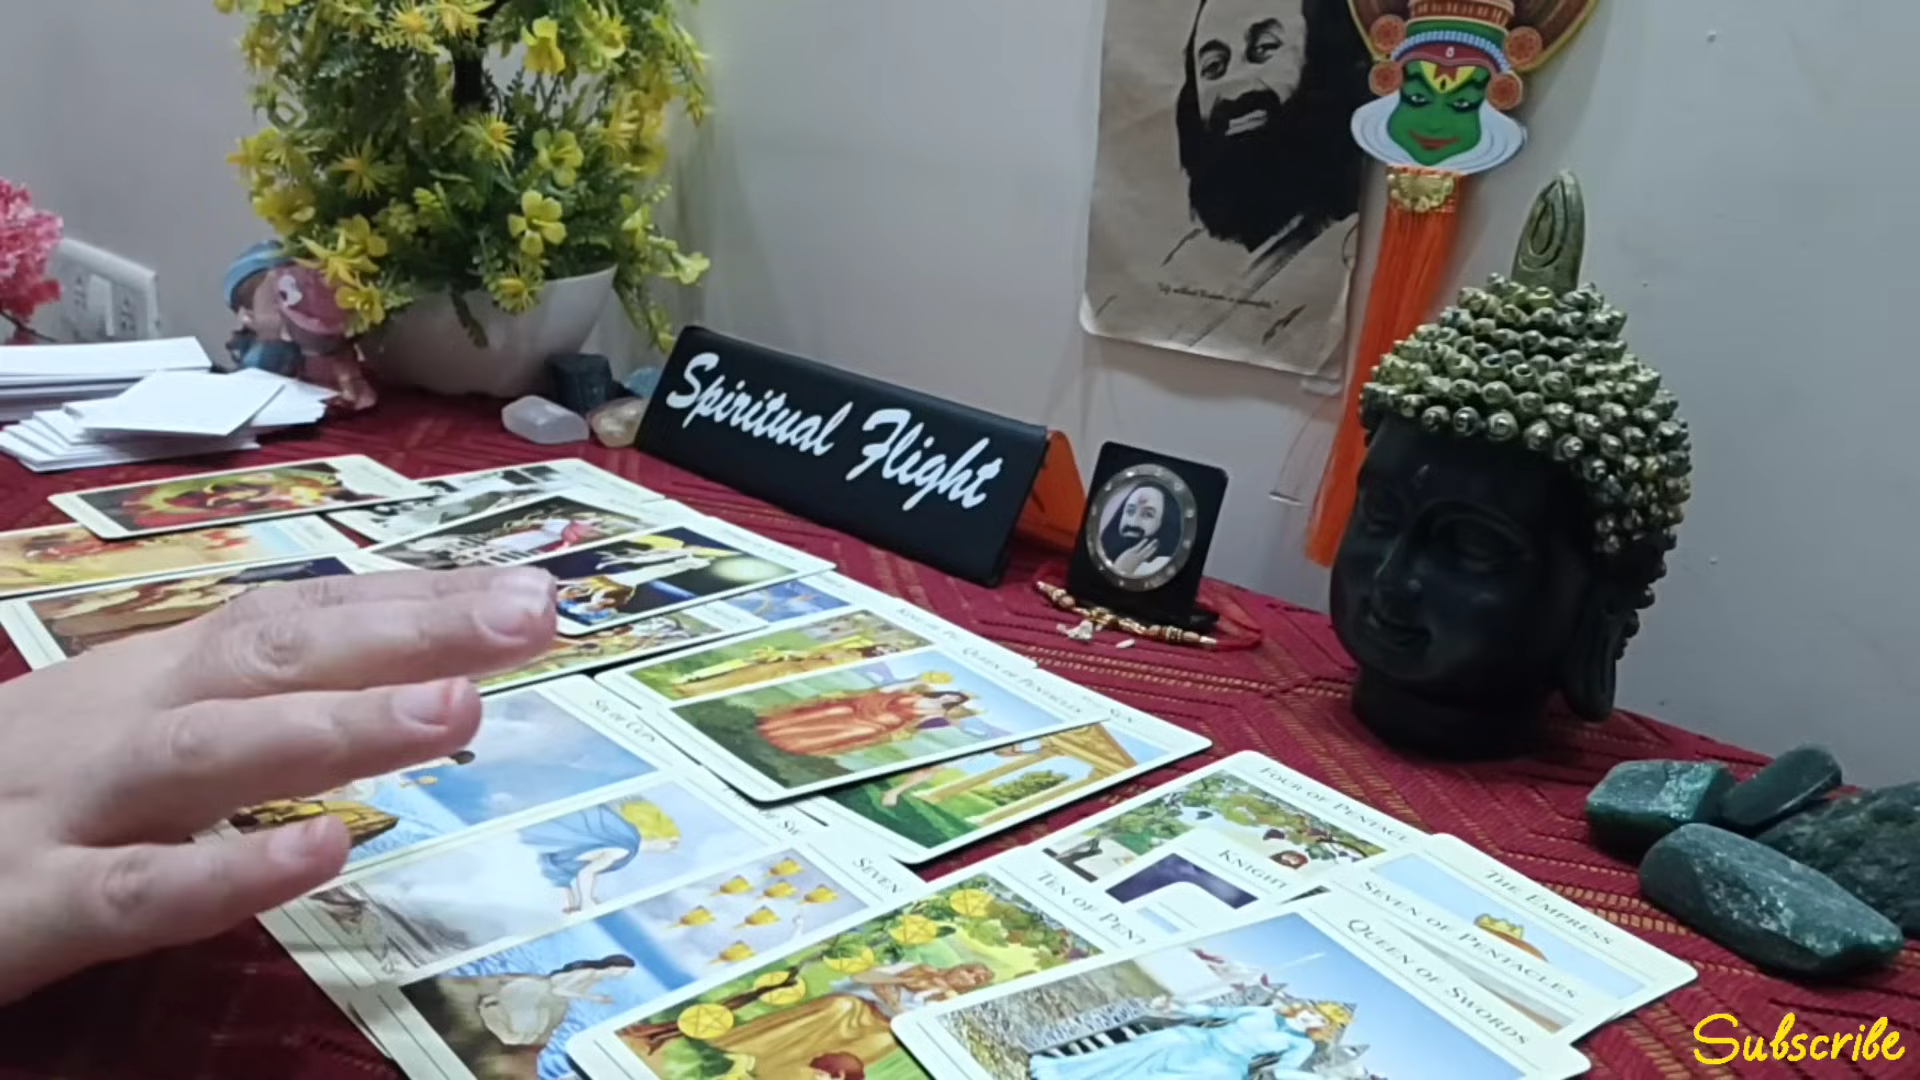 Spiritual Flight
QUEEN OF PENTACLES
SIX OF CUPS
SEVEN
FOUR OF PENTACL
KNIGHT
TEN OF PENT
THE EMPRESS
SEVEN OF PENTACLES
QUEEN OF SWORDS
Subscribe